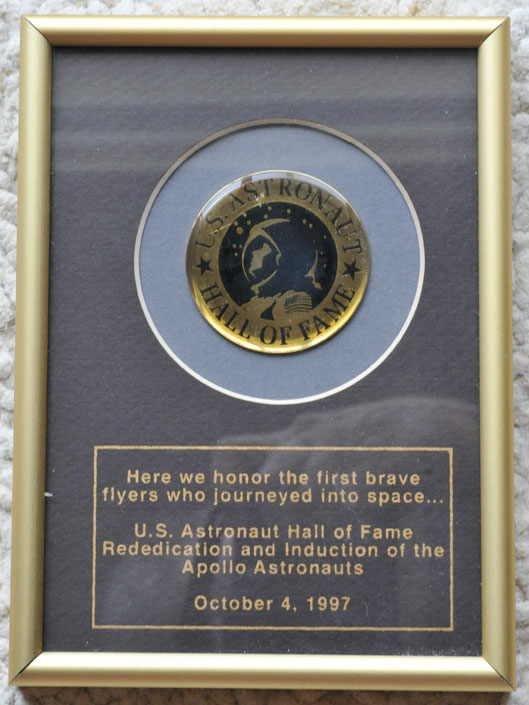 U.S. ASTRONAUT
HALL OF FAME
Here we honor the first brave
flyers who journeyed into space...
U.S. Astronaut Hall of Fame
Rededication and Induction of the
Apollo Astronauts
October 4, 1997